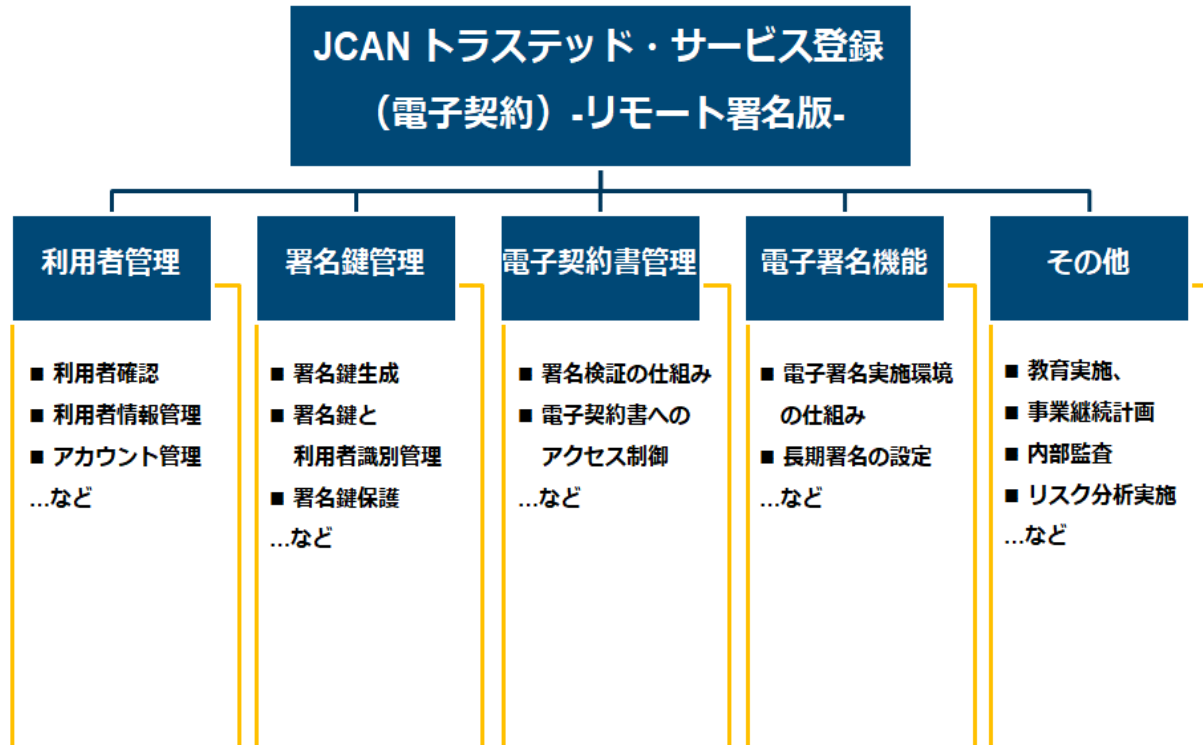 JCAN トラステッド・サービス登録
（電子契約）-リモート署名版-
利用者管理
■ 利用者確認
■ 利用者情報管理
■ アカウント管理
…など
署名鍵管理
■ 署名鍵生成
■ 署名鍵と
利用者識別管理
■ 署名鍵保護
…など
電子契約書管理
■ 署名検証の仕組み
■ 電子契約書への
アクセス制御
…など
電子署名機能
■ 電子署名実施環境
の仕組み
■ 長期署名の設定
…など
その他
■ 教育実施、
■ 事業継続計画
■ 内部監査
■ リスク分析実施
…など